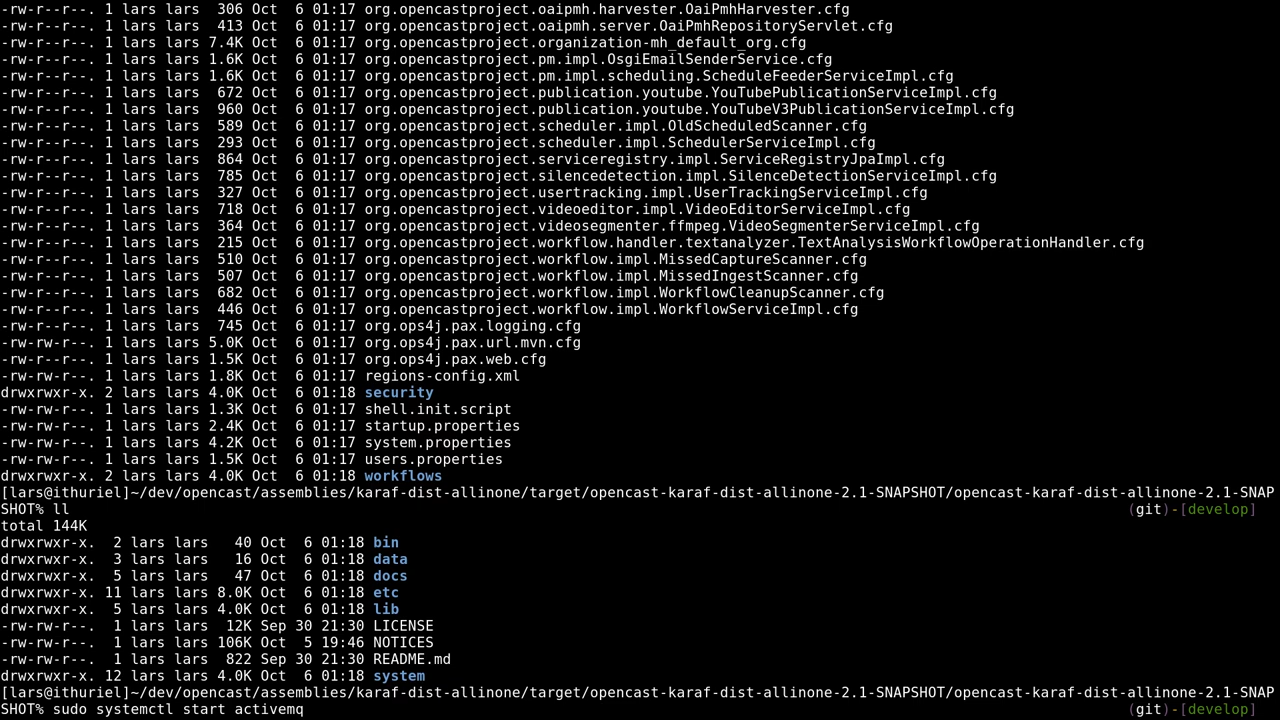 -rw-r--r--. 1 lars lars  306 Oct  6 01:17 org.opencastproject.oaipmh.harvester.OaiPmhHarvester.cfg
-rw-r--r--. 1 lars lars  413 Oct  6 01:17 org.opencastproject.oaipmh.server.OaiPmhRepositoryServlet.cfg
-rw-r--r--. 1 lars lars 7.4K Oct  6 01:17 org.opencastproject.organization-mh_default_org.cfg
-rw-r--r--. 1 lars lars 1.6K Oct  6 01:17 org.opencastproject.pm.impl.OsgiEmailSenderService.cfg
-rw-r--r--. 1 lars lars 1.6K Oct  6 01:17 org.opencastproject.pm.impl.scheduling.ScheduleFeederServiceImpl.cfg
-rw-r--r--. 1 lars lars  672 Oct  6 01:17 org.opencastproject.publication.youtube.YouTubePublicationServiceImpl.cfg
-rw-r--r--. 1 lars lars  960 Oct  6 01:17 org.opencastproject.publication.youtube.YouTubeV3PublicationServiceImpl.cfg
-rw-r--r--. 1 lars lars  589 Oct  6 01:17 org.opencastproject.scheduler.impl.OldScheduledScanner.cfg
-rw-r--r--. 1 lars lars  293 Oct  6 01:17 org.opencastproject.scheduler.impl.SchedulerServiceImpl.cfg
-rw-r--r--. 1 lars lars  864 Oct  6 01:17 org.opencastproject.serviceregistry.impl.ServiceRegistryJpaImpl.cfg
-rw-r--r--. 1 lars lars  785 Oct  6 01:17 org.opencastproject.silencedetection.impl.SilenceDetectionServiceImpl.cfg
-rw-r--r--. 1 lars lars  327 Oct  6 01:17 org.opencastproject.usertracking.impl.UserTrackingServiceImpl.cfg
-rw-r--r--. 1 lars lars  718 Oct  6 01:17 org.opencastproject.videoeditor.impl.VideoEditorServiceImpl.cfg
-rw-r--r--. 1 lars lars  364 Oct  6 01:17 org.opencastproject.videosegmenter.ffmpeg.VideoSegmenterServiceImpl.cfg
-rw-r--r--. 1 lars lars  215 Oct  6 01:17 org.opencastproject.workflow.handler.textanalyzer.TextAnalysisWorkflowOperationHandler.cfg
-rw-r--r--. 1 lars lars  510 Oct  6 01:17 org.opencastproject.workflow.impl.MissedCaptureScanner.cfg
-rw-r--r--. 1 lars lars  507 Oct  6 01:17 org.opencastproject.workflow.impl.MissedIngestScanner.cfg
-rw-r--r--. 1 lars lars  682 Oct  6 01:17 org.opencastproject.workflow.impl.WorkflowCleanupScanner.cfg
-rw-r--r--. 1 lars lars  446 Oct  6 01:17 org.opencastproject.workflow.impl.WorkflowServiceImpl.cfg
-rw-r--r--. 1 lars lars  745 Oct  6 01:17 org.ops4j.pax.logging.cfg
-rw-rw-r--. 1 lars lars 5.0K Oct  6 01:17 org.ops4j.pax.url.mvn.cfg
-rw-r--r--. 1 lars lars 1.5K Oct  6 01:17 org.ops4j.pax.web.cfg
-rw-rw-r--. 1 lars lars 1.8K Oct  6 01:17 regions-config.xml
drwxrwxr-x. 2 lars lars 4.0K Oct  6 01:18 security
-rw-rw-r--. 1 lars lars 1.3K Oct  6 01:17 shell.init.script
-rw-rw-r--. 1 lars lars 2.4K Oct  6 01:17 startup.properties
-rw-rw-r--. 1 lars lars 4.2K Oct  6 01:17 system.properties
-rw-rw-r--. 1 lars lars 1.5K Oct  6 01:17 users.properties
drwxrwxr-x. 2 lars lars 4.0K Oct  6 01:18 workflows
[lars@ithuriel]~/dev/opencast/assemblies/karaf-dist-allinone/target/opencast-karaf-dist-allinone-2.1-SNAPSHOT/opencast-karaf-dist-allinone-2.1-SNAP
SHOT% ll (git)-[develop]
total 144K
drwxrwxr-x.  2 lars lars   40 Oct  6 01:18 bin
drwxrwxr-x.  3 lars lars   16 Oct  6 01:18 data
drwxrwxr-x.  5 lars lars   47 Oct  6 01:18 docs
drwxrwxr-x. 11 lars lars 8.0K Oct  6 01:18 etc
drwxrwxr-x.  5 lars lars 4.0K Oct  6 01:18 lib
-rw-rw-r--.  1 lars lars  12K Sep 30 21:30 LICENSE
-rw-rw-r--.  1 lars lars 106K Oct  5 19:46 NOTICES
-rw-rw-r--.  1 lars lars  822 Sep 30 21:30 README.md
drwxrwxr-x. 12 lars lars 4.0K Oct  6 01:18 system
[lars@ithuriel]~/dev/opencast/assemblies/karaf-dist-allinone/target/opencast-karaf-dist-allinone-2.1-SNAPSHOT/opencast-karaf-dist-allinone-2.1-SNAP
SHOT% sudo systemctl start activemq (git)-[develop]